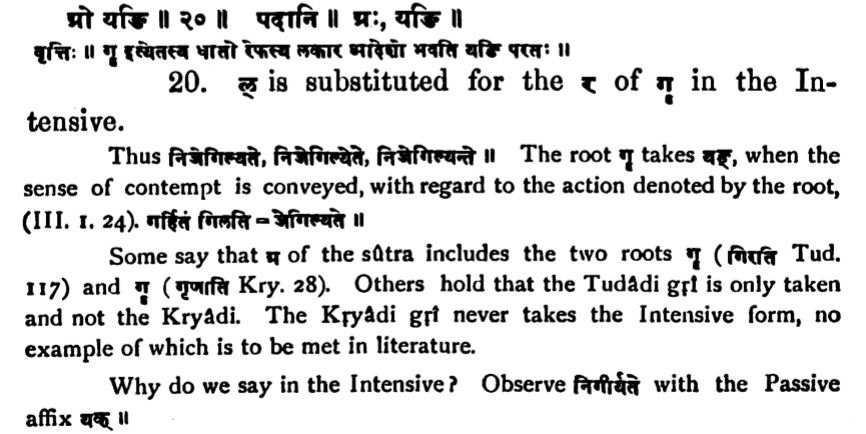 ग्रो यङि ॥ २० ॥ पदानि ॥ ग्रः, यङि ॥
वृत्तिः ॥ गॄ इत्येतस्य धातो रेफस्य लकार आदेशो भवति यङि परतः ॥
20. ल् is substituted for the र of गॄ in the In-
tensive.
Thus निजेगिल्यते, निजेगिल्येते, निजेगिल्यन्ते ॥ The root गॄ takes यङ्, when the
sense of contempt is conveyed, with regard to the action denoted by the root,
(III. 1. 24). गर्हितं गिलति = जेगिल्यते ॥
Some say that ग्र of the sûtra includes the two roots गॄ (गिरति Tud.
117) and गॄ (गृणाति Kry. 28). Others hold that the Tudâdi gṛî is only taken
and not the Kryâdi. The Kṛyâdi gṛî never takes the Intensive form, no
example of which is to be met in literature.
Why do we say in the Intensive? Observe निगीर्यते with the Passive
affix यक् ॥